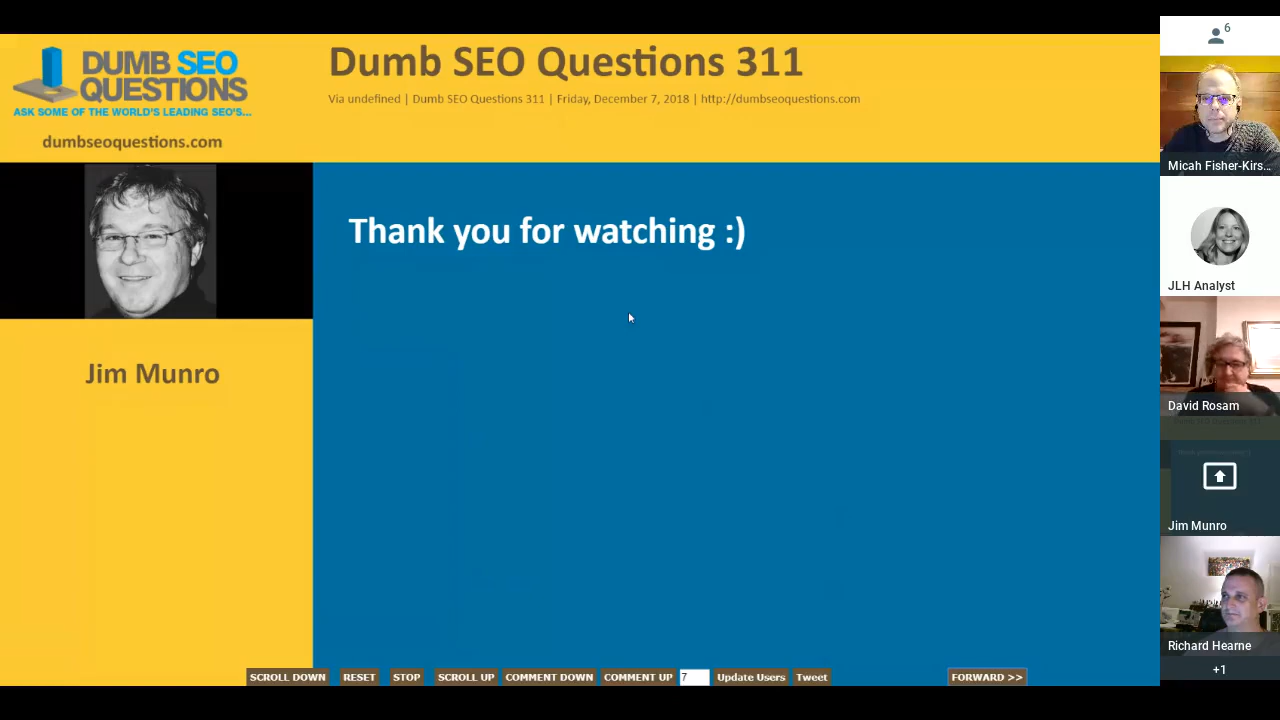 DUMB SEO
QUESTIONS
ASK SOME OF THE WORLD'S LEADING SEO'S...
dumbseoquestions.com
Dumb SEO Questions 311
Via undefined | Dumb SEO Questions 311 | Friday, December 7, 2018 | http://dumbseoquestions.com
Jim Munro
Thank you for watching :)
SCROLL DOWN RESET STOP SCROLL UP COMMENT DOWN COMMENT UP 7 Update Users Tweet FORWARD >>
6
Micah Fisher-Kirs...
JLH Analyst
David Rosam
Jim Munro
Richard Hearne
+1